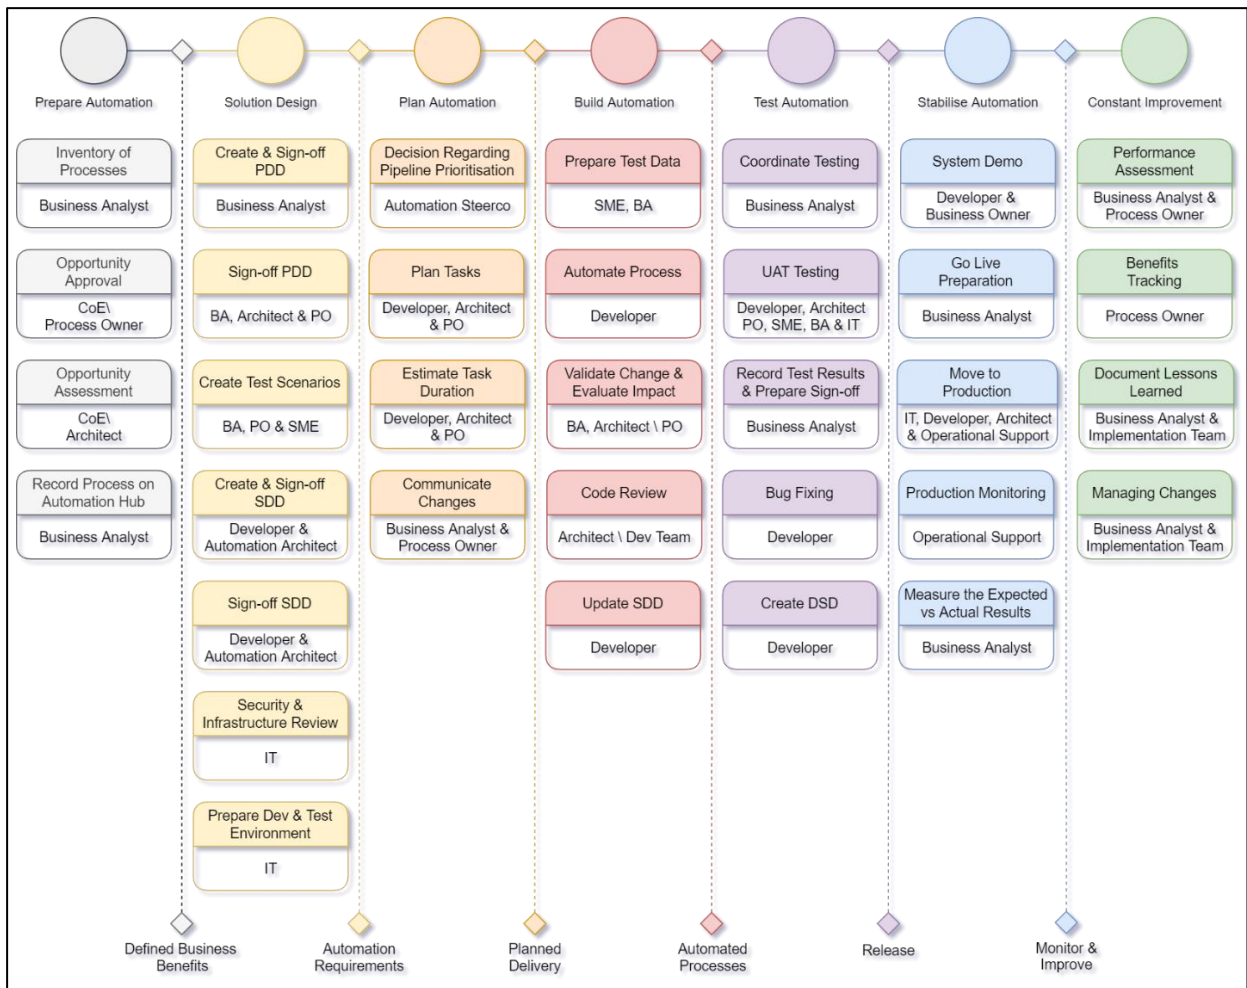 Prepare Automation
Solution Design
Plan Automation
Build Automation
Test Automation
Stabilise Automation
Constant Improvement
Inventory of
Processes
Business Analyst
Opportunity
Approval
CoE\
Process Owner
Opportunity
Assessment
CoE\
Architect
Record Process on
Automation Hub
Business Analyst
Create & Sign-off
PDD
Business Analyst
Sign-off PDD
BA, Architect & PO
Create Test Scenarios
BA, PO & SME
Create & Sign-off
SDD
Developer &
Automation Architect
Sign-off SDD
Developer &
Automation Architect
Security &
Infrastructure Review
IT
Prepare Dev & Test
Environment
IT
Decision Regarding
Pipeline Prioritisation
Automation Steerco
Plan Tasks
Developer, Architect
& PO
Estimate Task
Duration
Developer, Architect
& PO
Communicate
Changes
Business Analyst &
Process Owner
Prepare Test Data
SME, BA
Automate Process
Developer
Validate Change &
Evaluate Impact
BA, Architect \ PO
Code Review
Architect \ Dev Team
Update SDD
Developer
Coordinate Testing
Business Analyst
UAT Testing
Developer, Architect
PO, SME, BA & IT
Record Test Results
& Prepare Sign-off
Business Analyst
Bug Fixing
Developer
Create DSD
Developer
System Demo
Developer &
Business Owner
Go Live
Preparation
Business Analyst
Move to
Production
IT, Developer, Architect
& Operational Support
Production Monitoring
Operational Support
Measure the Expected
vs Actual Results
Business Analyst
Performance
Assessment
Business Analyst &
Process Owner
Benefits
Tracking
Process Owner
Document Lessons
Learned
Business Analyst &
Implementation Team
Managing Changes
Business Analyst &
Implementation Team
Defined Business
Benefits
Automation
Requirements
Planned
Delivery
Automated
Processes
Release
Monitor &
Improve